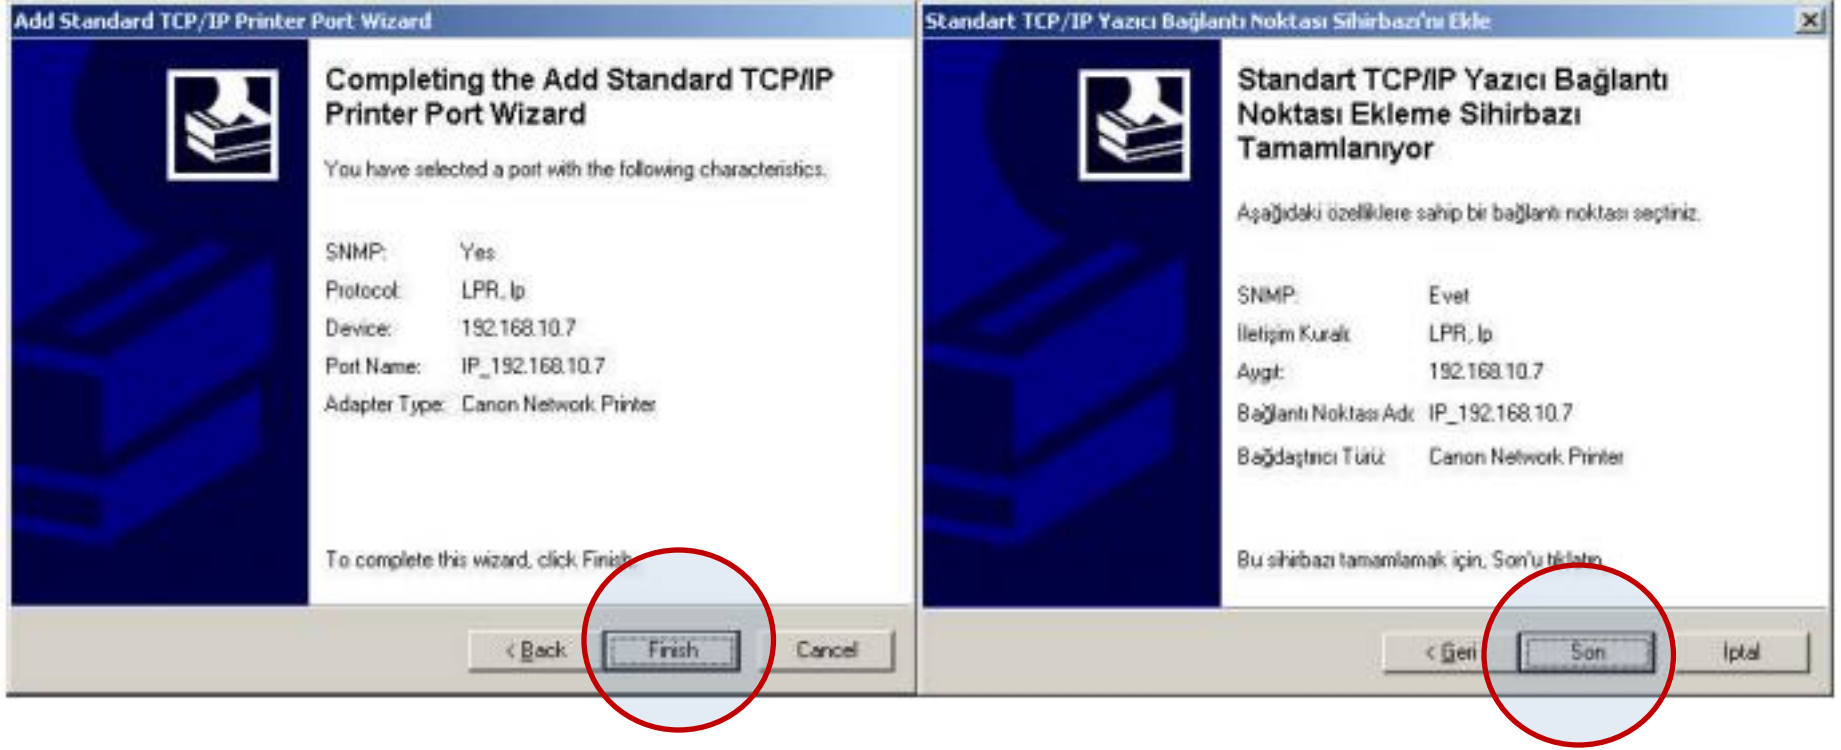 Add Standard TCP/IP Printer Port Wizard
Completing the Add Standard TCP/IP
Printer Port Wizard
You have selected a port with the following characteristics.
SNMP: Yes
Protocol: LPR, lp
Device: 192.168.10.7
Port Name: IP_192.168.10.7
Adapter Type: Canon Network Printer
To complete this wizard, click Finish.
< Back Finish Cancel
Standart TCP/IP Yazıcı Bağlantı Noktası Sihirbazı'nı Ekle
Standart TCP/IP Yazıcı Bağlantı
Noktası Ekleme Sihirbazı
Tamamlanıyor
Aşağıdaki özelliklere sahip bir bağlantı noktası seçtiniz.
SNMP: Evet
İletişim Kuralı: LPR, lp
Aygıt: 192.168.10.7
Bağlantı Noktası Adı: IP_192.168.10.7
Bağdaştırıcı Türü: Canon Network Printer
Bu sihirbazı tamamlamak için, Son'u tıklatın.
< Geri Son İptal